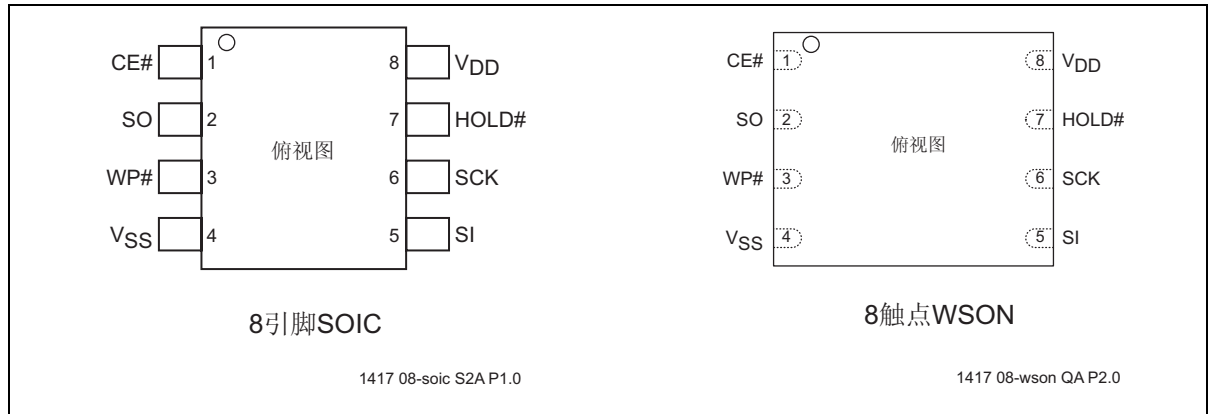 CE# 1 8 VDD
SO 2 7 HOLD#
俯视图
WP# 3 6 SCK
VSS 4 5 SI
8引脚SOIC
1417 08-soic S2A P1.0
CE# 1 8 VDD
SO 2 7 HOLD#
俯视图
WP# 3 6 SCK
VSS 4 5 SI
8触点WSON
1417 08-wson QA P2.0